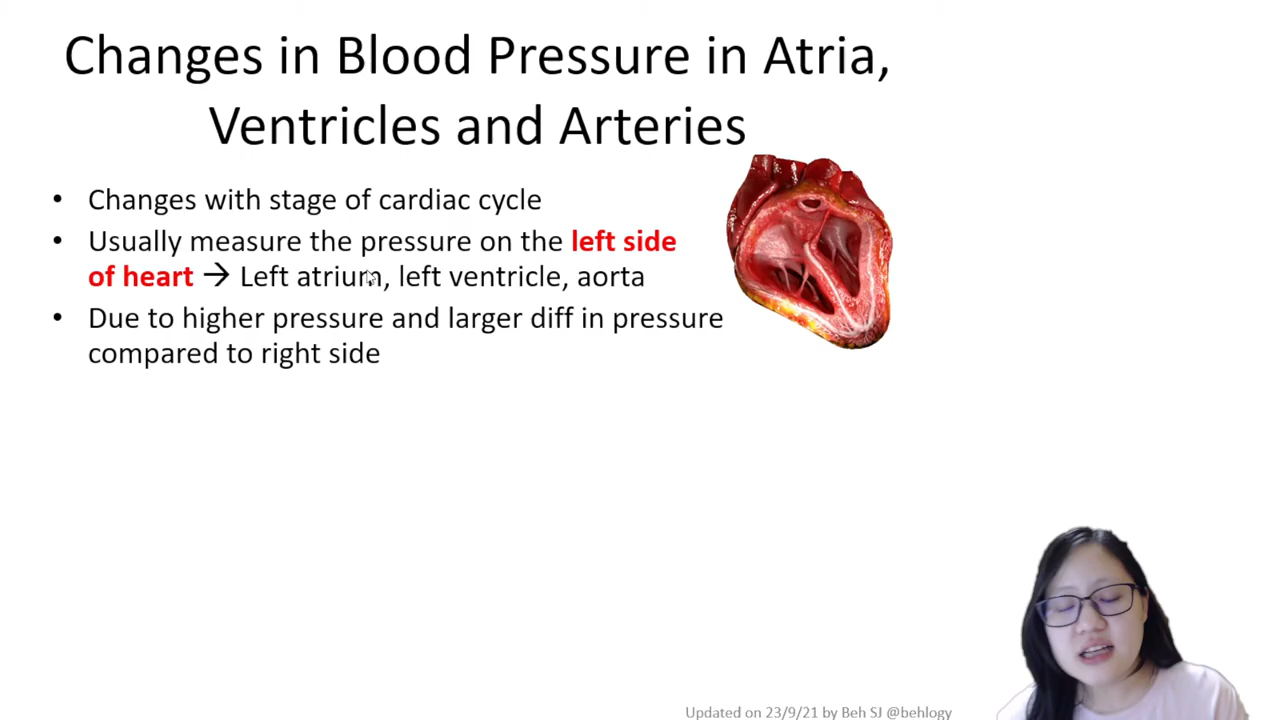 Changes in Blood Pressure in Atria,
Ventricles and Arteries
• Changes with stage of cardiac cycle
• Usually measure the pressure on the left side
of heart → Left atrium, left ventricle, aorta
• Due to higher pressure and larger diff in pressure
compared to right side
Updated on 23/9/21 by Beh SJ @behlogy